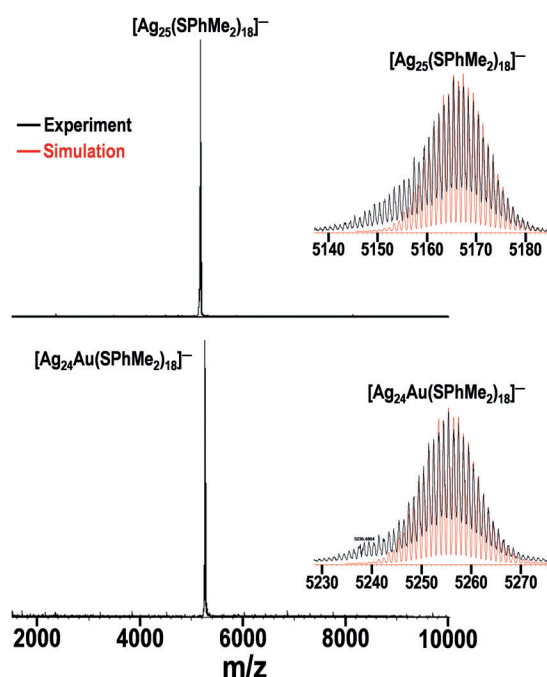 [Ag₂₅(SPhMe₂)₁₈]⁻
[Ag₂₅(SPhMe₂)₁₈]⁻
Experiment
Simulation
5140 5150 5160 5170 5180
[Ag₂₄Au(SPhMe₂)₁₈]⁻
[Ag₂₄Au(SPhMe₂)₁₈]⁻
5230 5240 5250 5260 5270
2000 4000 6000 8000 10000
m/z